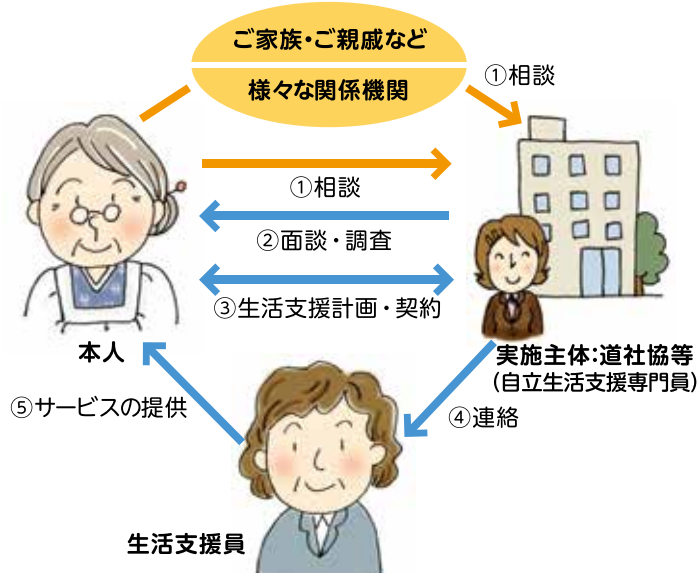 ご家族・ご親戚など
様々な関係機関
①相談
①相談
②面談・調査
③生活支援計画・契約
本人
実施主体:道社協等
（自立生活支援専門員）
⑤サービスの提供
④連絡
生活支援員